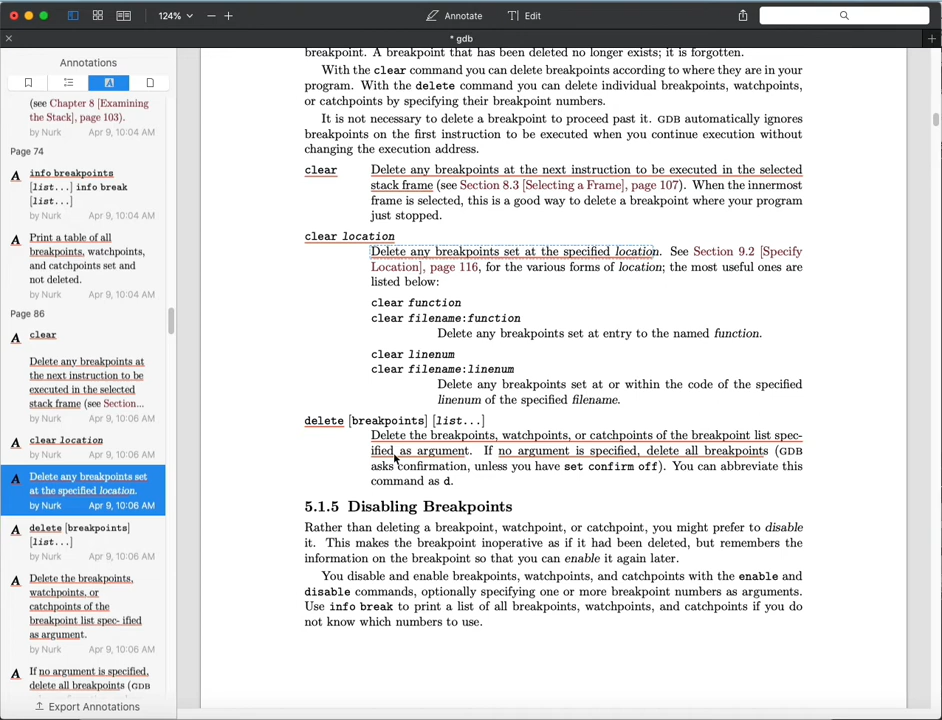 124%
Annotate
Edit
* gdb
Annotations
(see Chapter 8 [Examining
the Stack], page 103).
by Nurk Apr 9, 10:04 AM
Page 74
A info breakpoints
[list...] info break
[list...]
by Nurk Apr 9, 10:04 AM
A Print a table of all
breakpoints, watchpoints,
and catchpoints set and
not deleted.
by Nurk Apr 9, 10:04 AM
Page 86
A clear
Delete any breakpoints at
the next instruction to be
executed in the selected
stack frame (see Section...
by Nurk Apr 9, 10:06 AM
A clear location
by Nurk Apr 9, 10:06 AM
A Delete any breakpoints set
at the specified location.
by Nurk Apr 9, 10:06 AM
A delete [breakpoints]
[list...]
by Nurk Apr 9, 10:06 AM
A Delete the breakpoints,
watchpoints, or
catchpoints of the
breakpoint list spec- ified
as argument.
by Nurk Apr 9, 10:06 AM
A If no argument is specified,
delete all breakpoints (GDB
Export Annotations
breakpoint. A breakpoint that has been deleted no longer exists; it is forgotten.
With the clear command you can delete breakpoints according to where they are in your
program. With the delete command you can delete individual breakpoints, watchpoints,
or catchpoints by specifying their breakpoint numbers.
It is not necessary to delete a breakpoint to proceed past it. GDB automatically ignores
breakpoints on the first instruction to be executed when you continue execution without
changing the execution address.
clear Delete any breakpoints at the next instruction to be executed in the selected
stack frame (see Section 8.3 [Selecting a Frame], page 107). When the innermost
frame is selected, this is a good way to delete a breakpoint where your program
just stopped.
clear location
Delete any breakpoints set at the specified location. See Section 9.2 [Specify
Location], page 116, for the various forms of location; the most useful ones are
listed below:
clear function
clear filename:function
Delete any breakpoints set at entry to the named function.
clear linenum
clear filename:linenum
Delete any breakpoints set at or within the code of the specified
linenum of the specified filename.
delete [breakpoints] [list...]
Delete the breakpoints, watchpoints, or catchpoints of the breakpoint list spec-
ified as argument. If no argument is specified, delete all breakpoints (GDB
asks confirmation, unless you have set confirm off). You can abbreviate this
command as d.
5.1.5 Disabling Breakpoints
Rather than deleting a breakpoint, watchpoint, or catchpoint, you might prefer to disable
it. This makes the breakpoint inoperative as if it had been deleted, but remembers the
information on the breakpoint so that you can enable it again later.
You disable and enable breakpoints, watchpoints, and catchpoints with the enable and
disable commands, optionally specifying one or more breakpoint numbers as arguments.
Use info break to print a list of all breakpoints, watchpoints, and catchpoints if you do
not know which numbers to use.